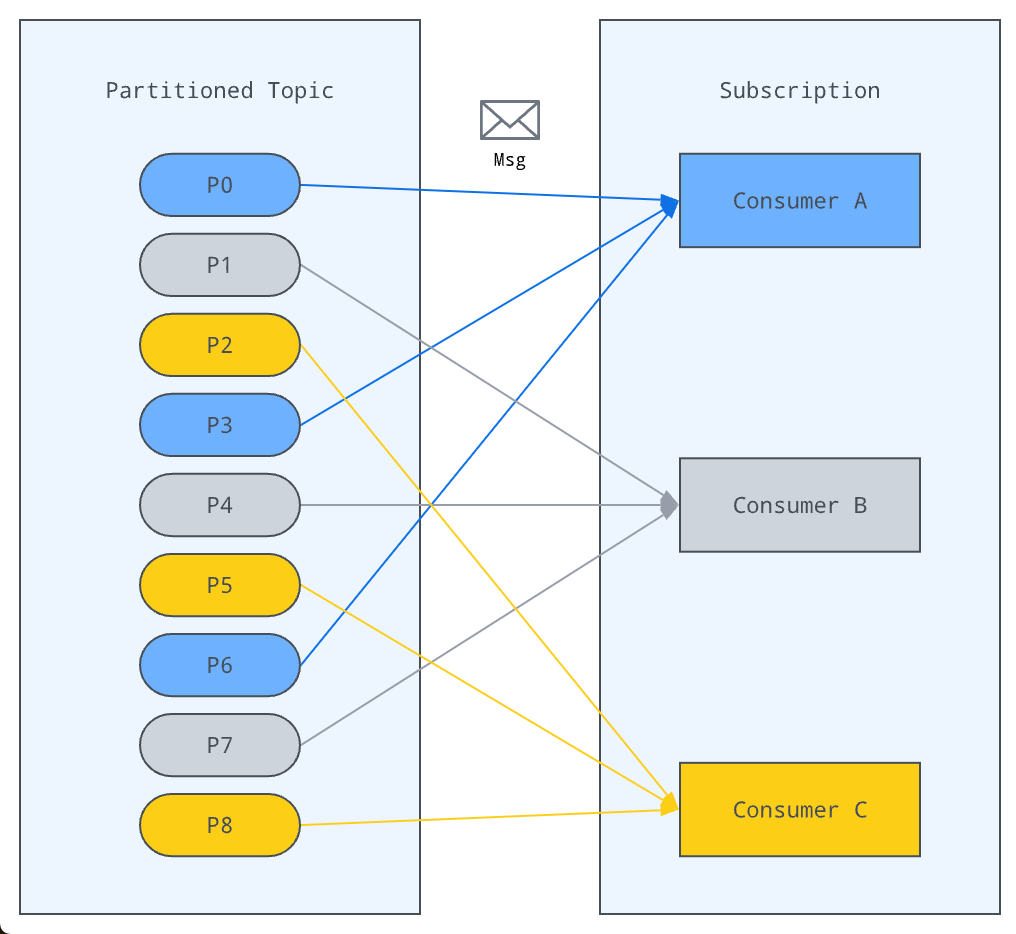 Partitioned Topic
P0
P1
P2
P3
P4
P5
P6
P7
P8
Msg
Subscription
Consumer A
Consumer B
Consumer C